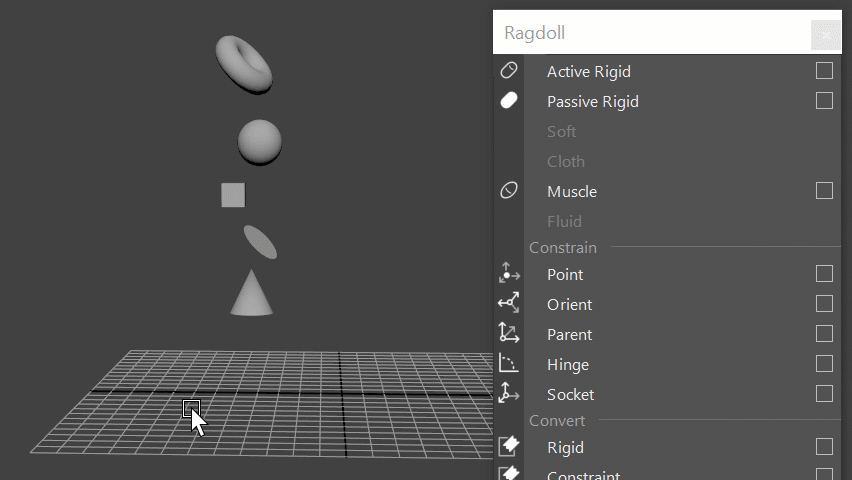 Ragdoll
Active Rigid
Passive Rigid
Soft
Cloth
Muscle
Fluid
Constrain
Point
Orient
Parent
Hinge
Socket
Convert
Rigid
Constraint